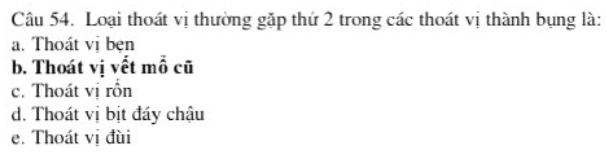 Câu 54. Loại thoát vị thường gặp thứ 2 trong các thoát vị thành bụng là:
a. Thoát vị bẹn
b. Thoát vị vết mổ cũ
c. Thoát vị rốn
d. Thoát vị bịt đáy chậu
e. Thoát vị đùi